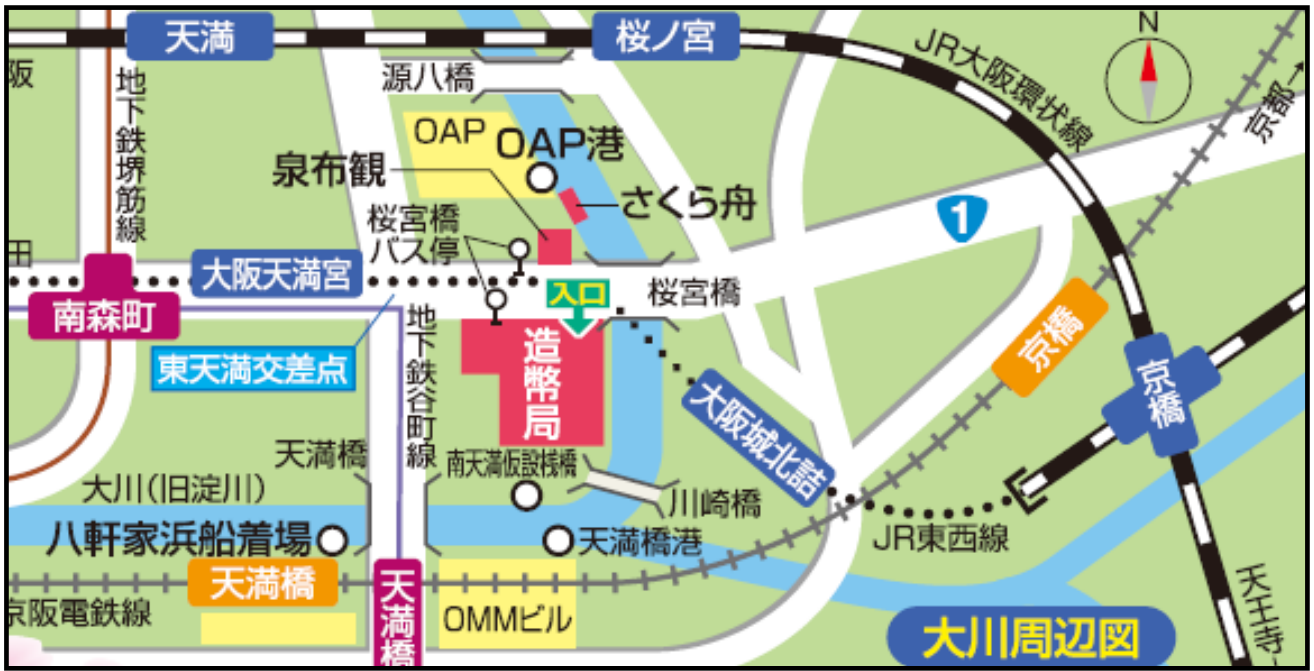 天満
桜ノ宮
N
JR大阪環状線
京都→
阪
地下鉄堺筋線
源八橋
OAP
OAP港
泉布観
さくら舟
桜宮橋
バス停
1
田
大阪天満宮
入口
桜宮橋
南森町
東天満交差点
地下鉄谷町線
造幣局
京橋
京橋
大阪城北詰
天満橋
南天満仮設桟橋
大川(旧淀川)
川崎橋
八軒家浜船着場
天満橋港
JR東西線
天満橋
天満橋
京阪電鉄線
OMMビル
大川周辺図
天王寺→